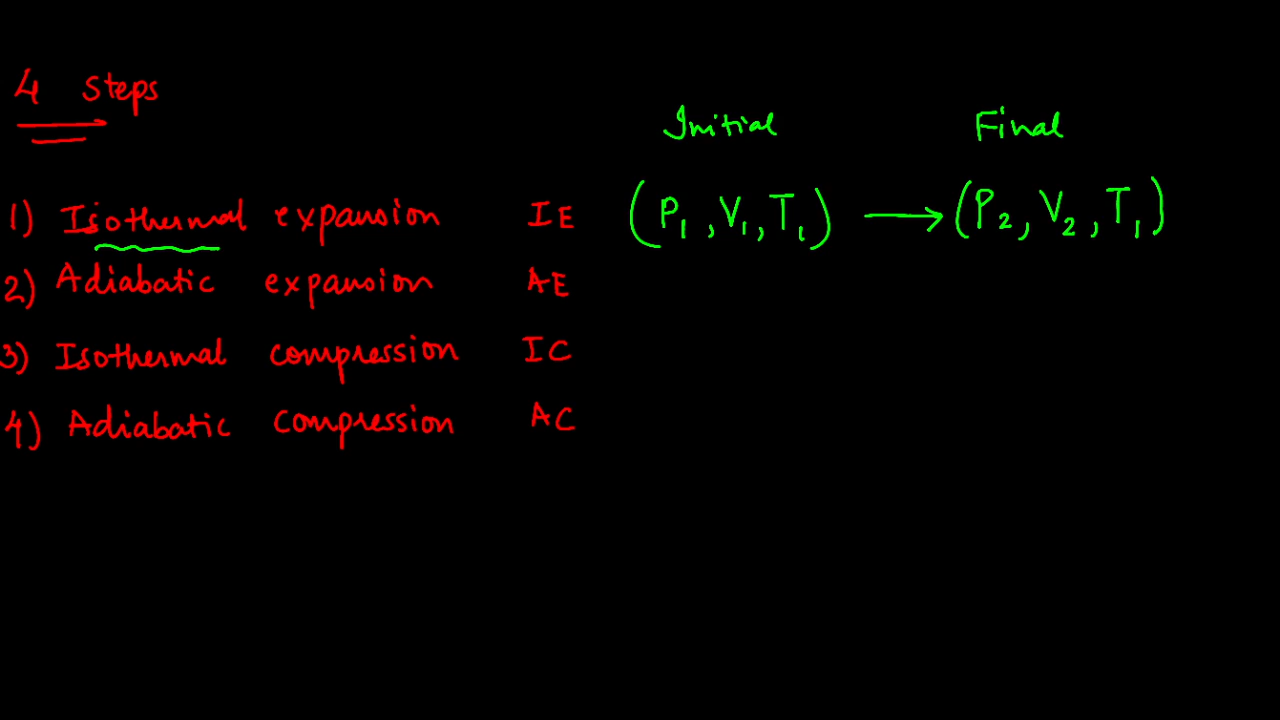 4 Steps
Initial Final
1) Isothermal expansion IE (P₁, V₁, T₁) → (P₂, V₂, T₁)
2) Adiabatic expansion AE
3) Isothermal compression IC
4) Adiabatic compression AC